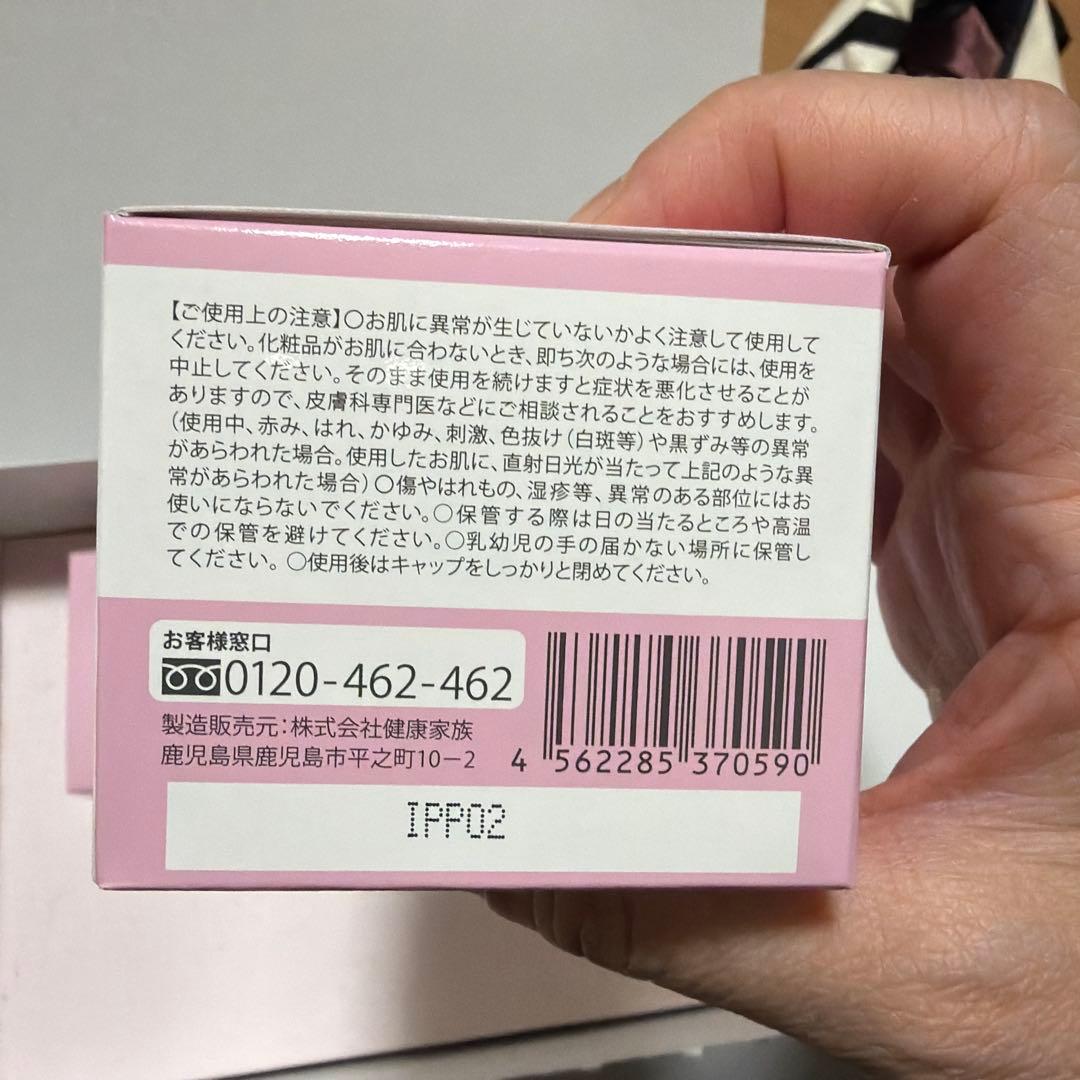 【ご使用上の注意】○お肌に異常が生じていないかよく注意して使用して
ください。化粧品がお肌に合わないとき、即ち次のような場合には、使用を
中止してください。そのまま使用を続けますと症状を悪化させることが
ありますので、皮膚科専門医などにご相談されることをおすすめします。
(使用中、赤み、はれ、かゆみ、刺激、色抜け(白斑等)や黒ずみ等の異常
があらわれた場合。使用したお肌に、直射日光が当たって上記のような異
常があらわれた場合)○傷やはれもの、湿疹等、異常のある部位にはお
使いにならないでください。○保管する際は日の当たるところや高温
での保管を避けてください。○乳幼児の手の届かない場所に保管し
てください。○使用後はキャップをしっかりと閉めてください。
お客様窓口
0120-462-462
製造販売元:株式会社健康家族
鹿児島県鹿児島市平之町10-2
4 562285 370590
IPP02